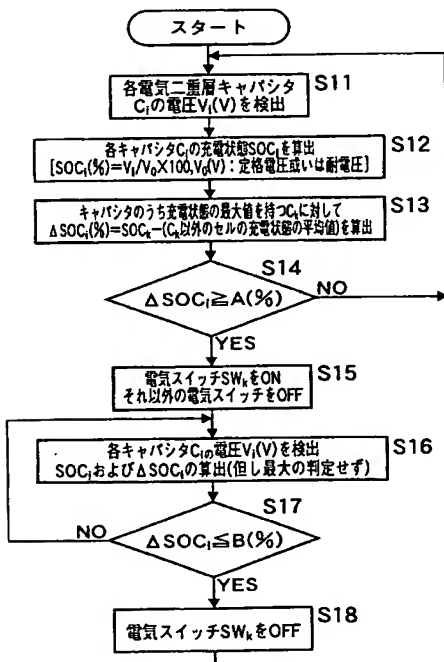 スタート
各電気二重層キャパシタ
Ciの電圧Vi(V)を検出
S11
各キャパシタCiの充電状態SOCiを算出
[SOCi(%)=Vi/V0×100,V0(V):定格電圧或いは耐電圧]
S12
キャパシタのうち充電状態の最大値を持つCkに対して
ΔSOCi(%)=SOCk−(Ck以外のセルの充電状態の平均値)を算出
S13
S14
ΔSOCi≧A(%)
NO
YES
電気スイッチSWkをON
それ以外の電気スイッチをOFF
S15
各キャパシタCiの電圧Vi(V)を検出
SOCiおよびΔSOCiの算出(但し最大の判定せず)
S16
S17
ΔSOCi≦B(%)
NO
YES
電気スイッチSWkをOFF
S18